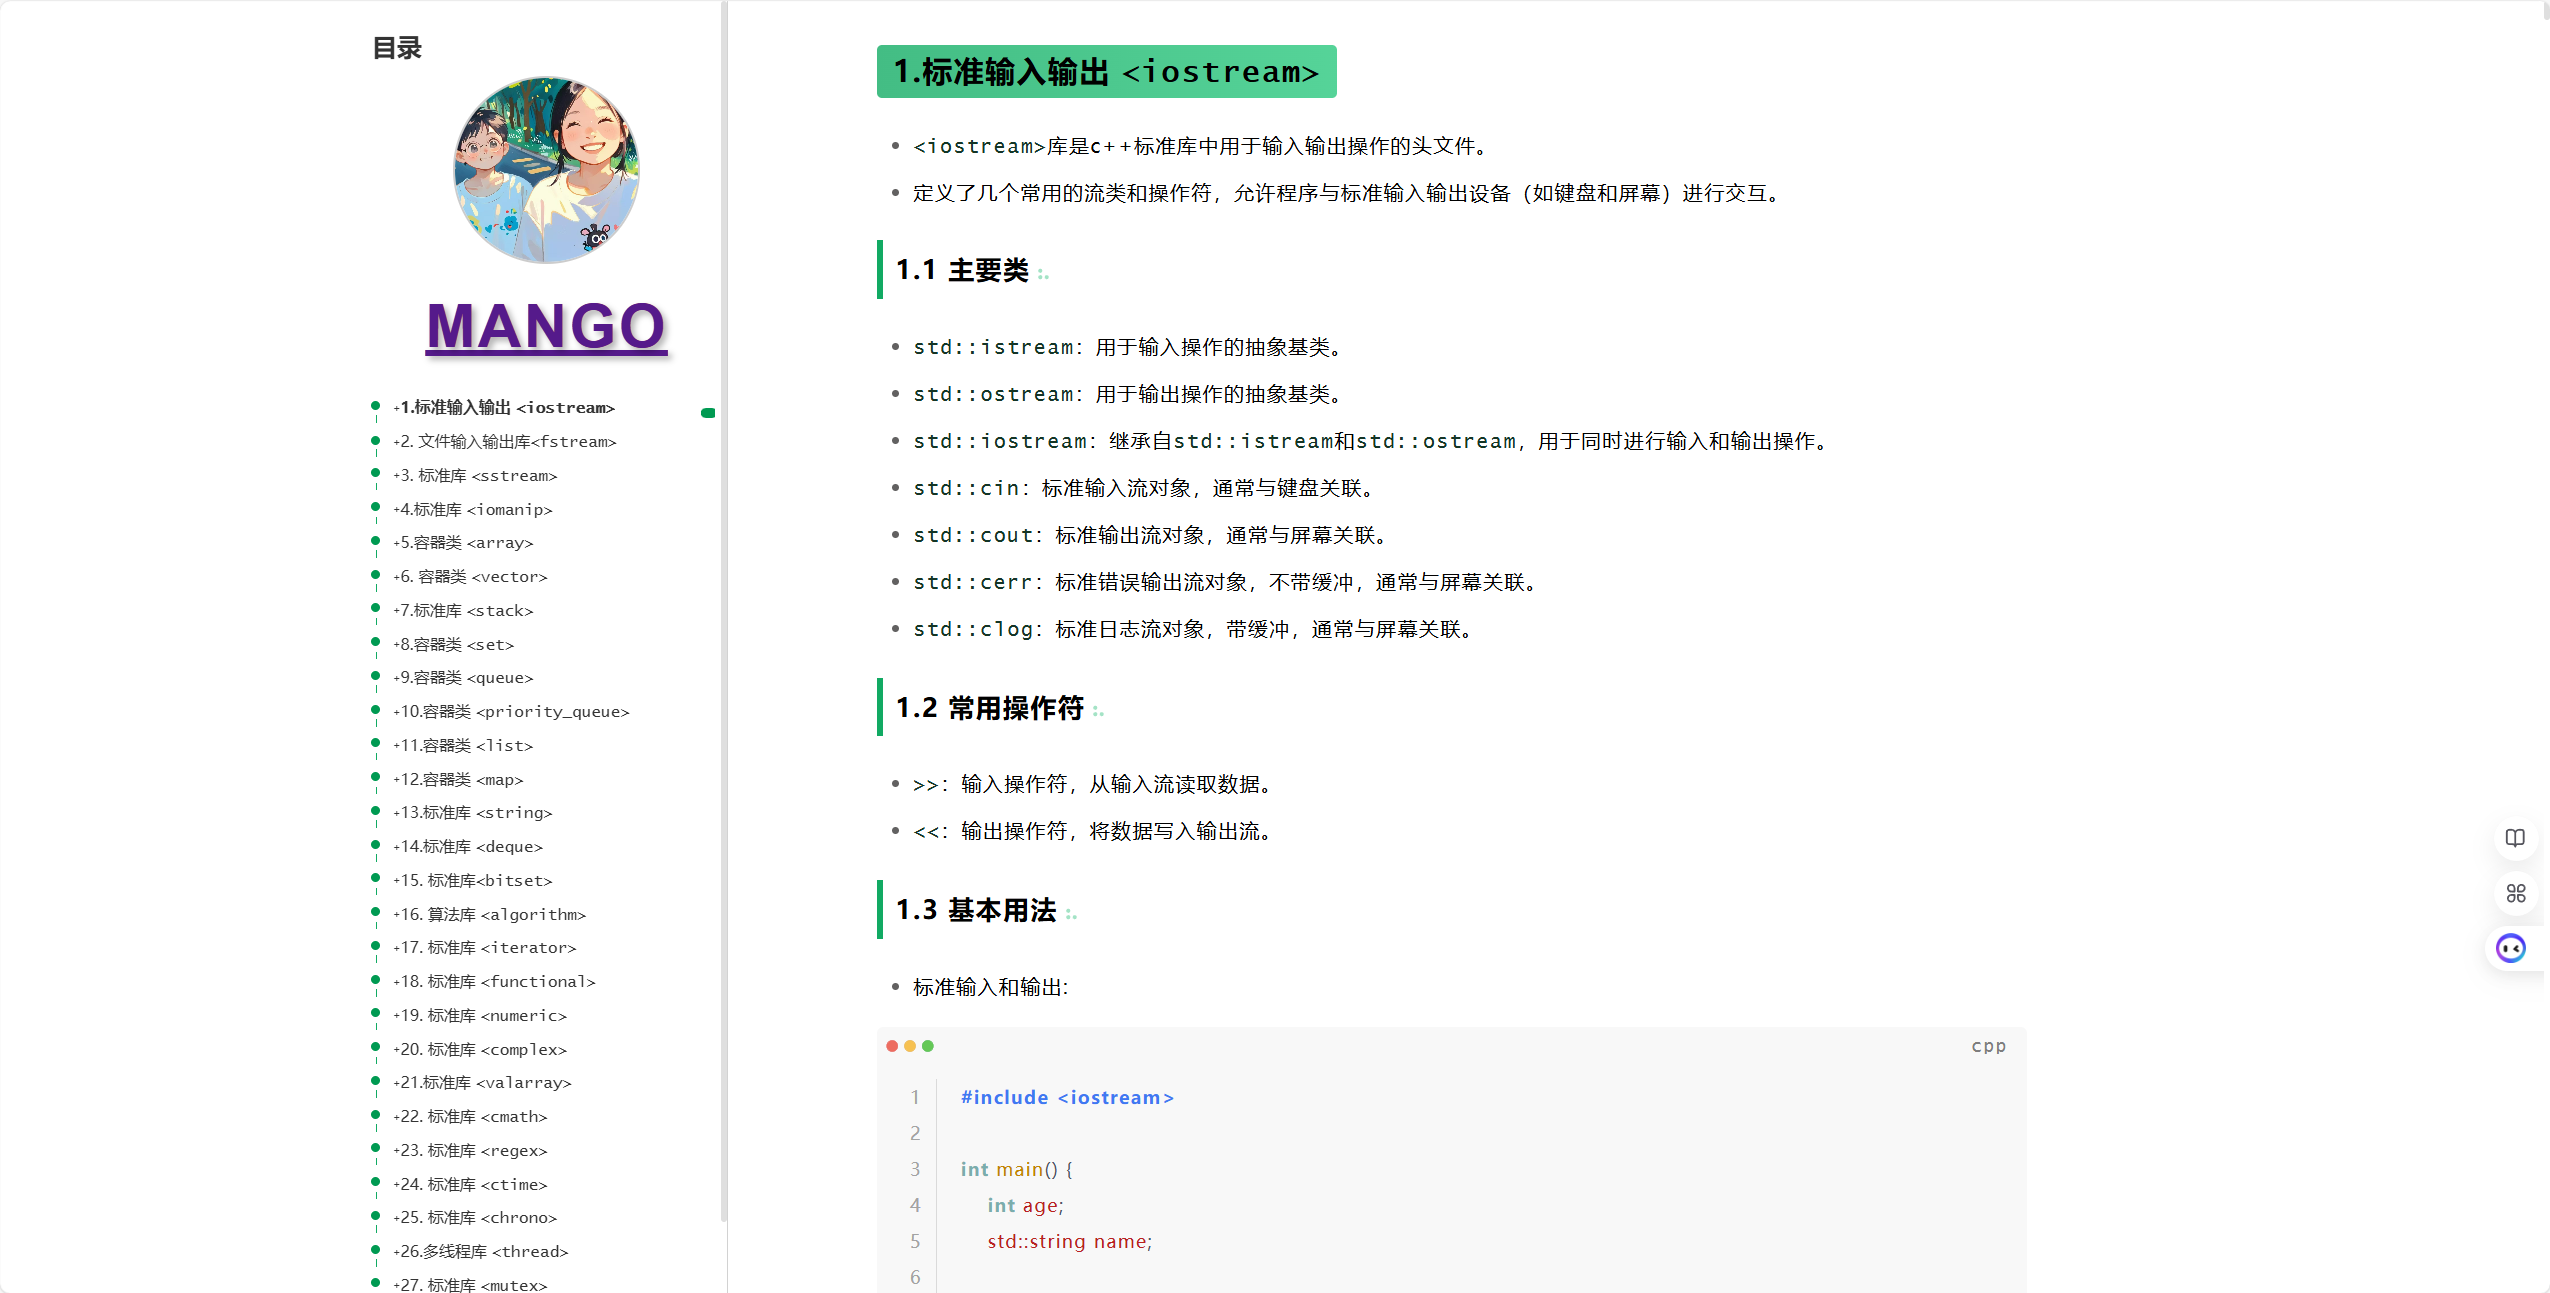 目录
MANGO
+1.标准输入输出 <iostream>
+2. 文件输入输出库<fstream>
+3. 标准库 <sstream>
+4.标准库 <iomanip>
+5.容器类 <array>
+6. 容器类 <vector>
+7.标准库 <stack>
+8.容器类 <set>
+9.容器类 <queue>
+10.容器类 <priority_queue>
+11.容器类 <list>
+12.容器类 <map>
+13.标准库 <string>
+14.标准库 <deque>
+15. 标准库<bitset>
+16. 算法库 <algorithm>
+17. 标准库 <iterator>
+18. 标准库 <functional>
+19. 标准库 <numeric>
+20. 标准库 <complex>
+21.标准库 <valarray>
+22. 标准库 <cmath>
+23. 标准库 <regex>
+24. 标准库 <ctime>
+25. 标准库 <chrono>
+26.多线程库 <thread>
+27. 标准库 <mutex>
1.标准输入输出 <iostream>
<iostream>库是c++标准库中用于输入输出操作的头文件。
定义了几个常用的流类和操作符，允许程序与标准输入输出设备（如键盘和屏幕）进行交互。
1.1 主要类
std::istream：用于输入操作的抽象基类。
std::ostream：用于输出操作的抽象基类。
std::iostream：继承自std::istream和std::ostream，用于同时进行输入和输出操作。
std::cin：标准输入流对象，通常与键盘关联。
std::cout：标准输出流对象，通常与屏幕关联。
std::cerr：标准错误输出流对象，不带缓冲，通常与屏幕关联。
std::clog：标准日志流对象，带缓冲，通常与屏幕关联。
1.2 常用操作符
>>：输入操作符，从输入流读取数据。
<<：输出操作符，将数据写入输出流。
1.3 基本用法
标准输入和输出:
cpp
1 #include <iostream>
2
3 int main() {
4 int age;
5 std::string name;
6